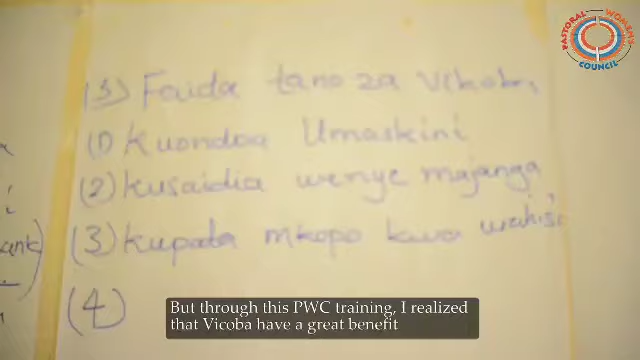 PASTORAL WOMEN'S COUNCIL
(3) Faida tano za Vikoba
(1) Kuondoa Umaskini
(2) kusaidia wenye majanga
(3) kupata mkopo kwa
(4)
But through this PWC training, I realized
that Vicoba have a great benefit